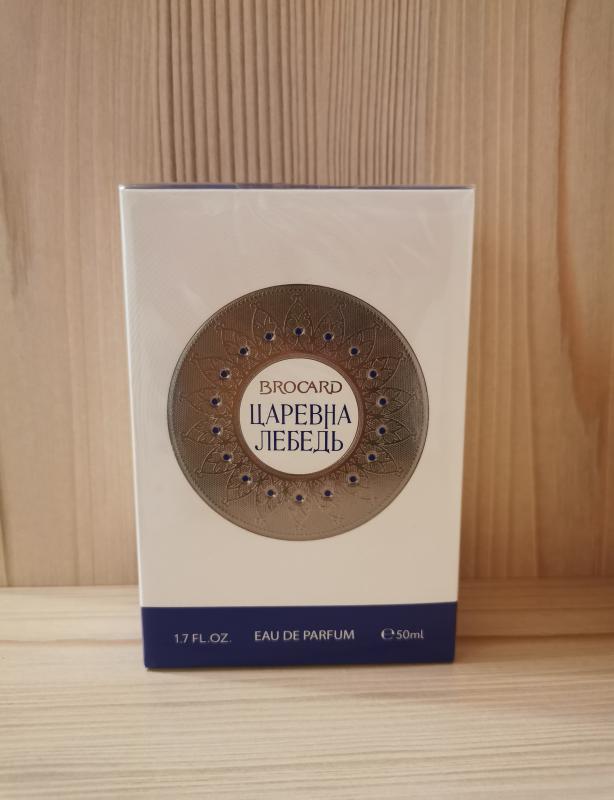 BROCARD
ЦАРЕВНА
ЛЕБЕДЬ
1.7 FL.OZ. EAU DE PARFUM ℮50ml